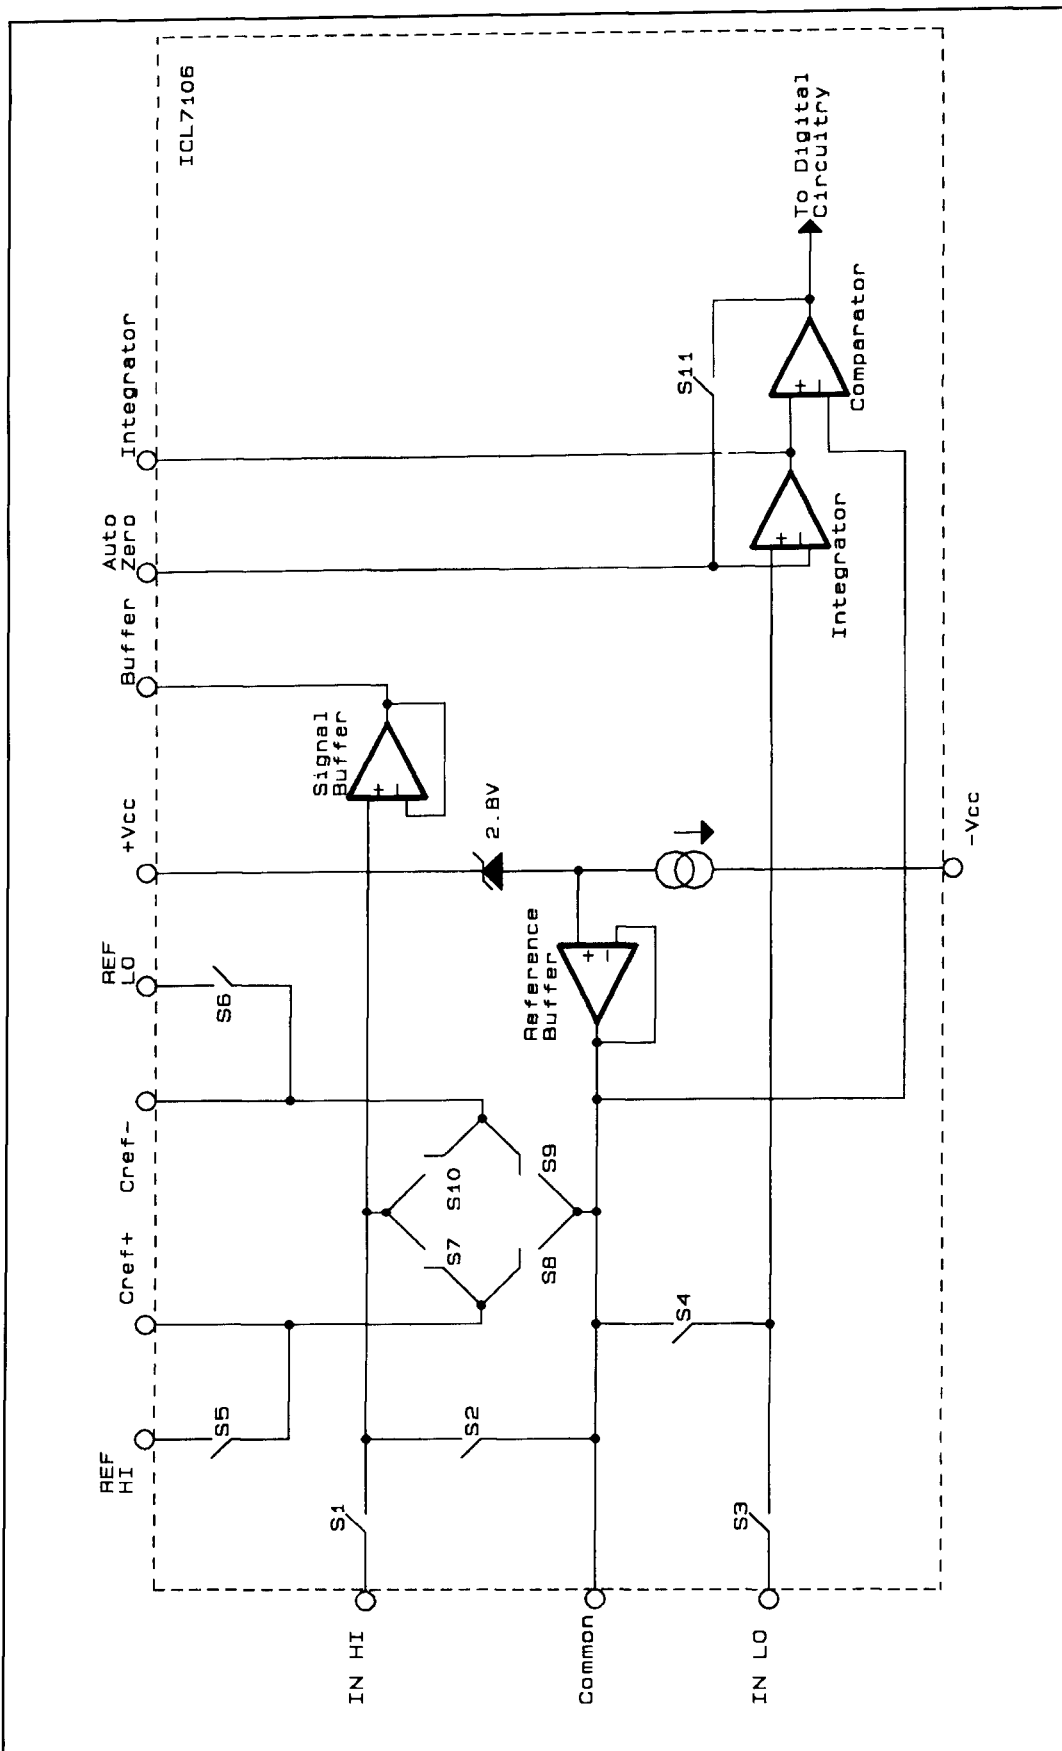 ICL7106
REF
HI
Cref+
Cref-
REF
LO
+Vcc
Buffer
Auto
Zero
Integrator
S5
S6
IN HI
S1
S2
S7
S10
S8
S9
Signal
Buffer
2.8V
Reference
Buffer
Common
S4
S11
IN LO
S3
Integrator
Comparator
To Digital
Circuitry
-Vcc
+
-
+
-
+
-
+
-